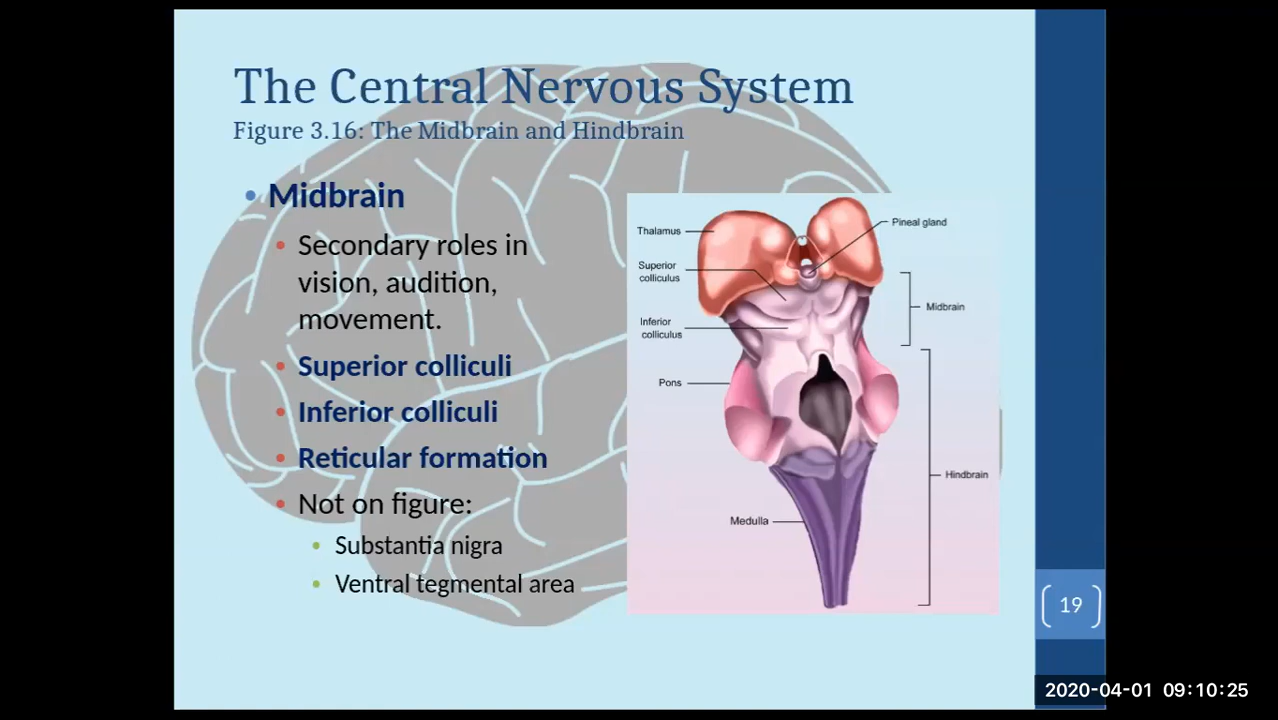 The Central Nervous System
Figure 3.16: The Midbrain and Hindbrain
• Midbrain
• Secondary roles in
vision, audition,
movement.
• Superior colliculi
• Inferior colliculi
• Reticular formation
• Not on figure:
• Substantia nigra
• Ventral tegmental area
Thalamus
Pineal gland
Superior
colliculus
Midbrain
Inferior
colliculus
Pons
Hindbrain
Medulla
19
2020-04-01 09:10:25